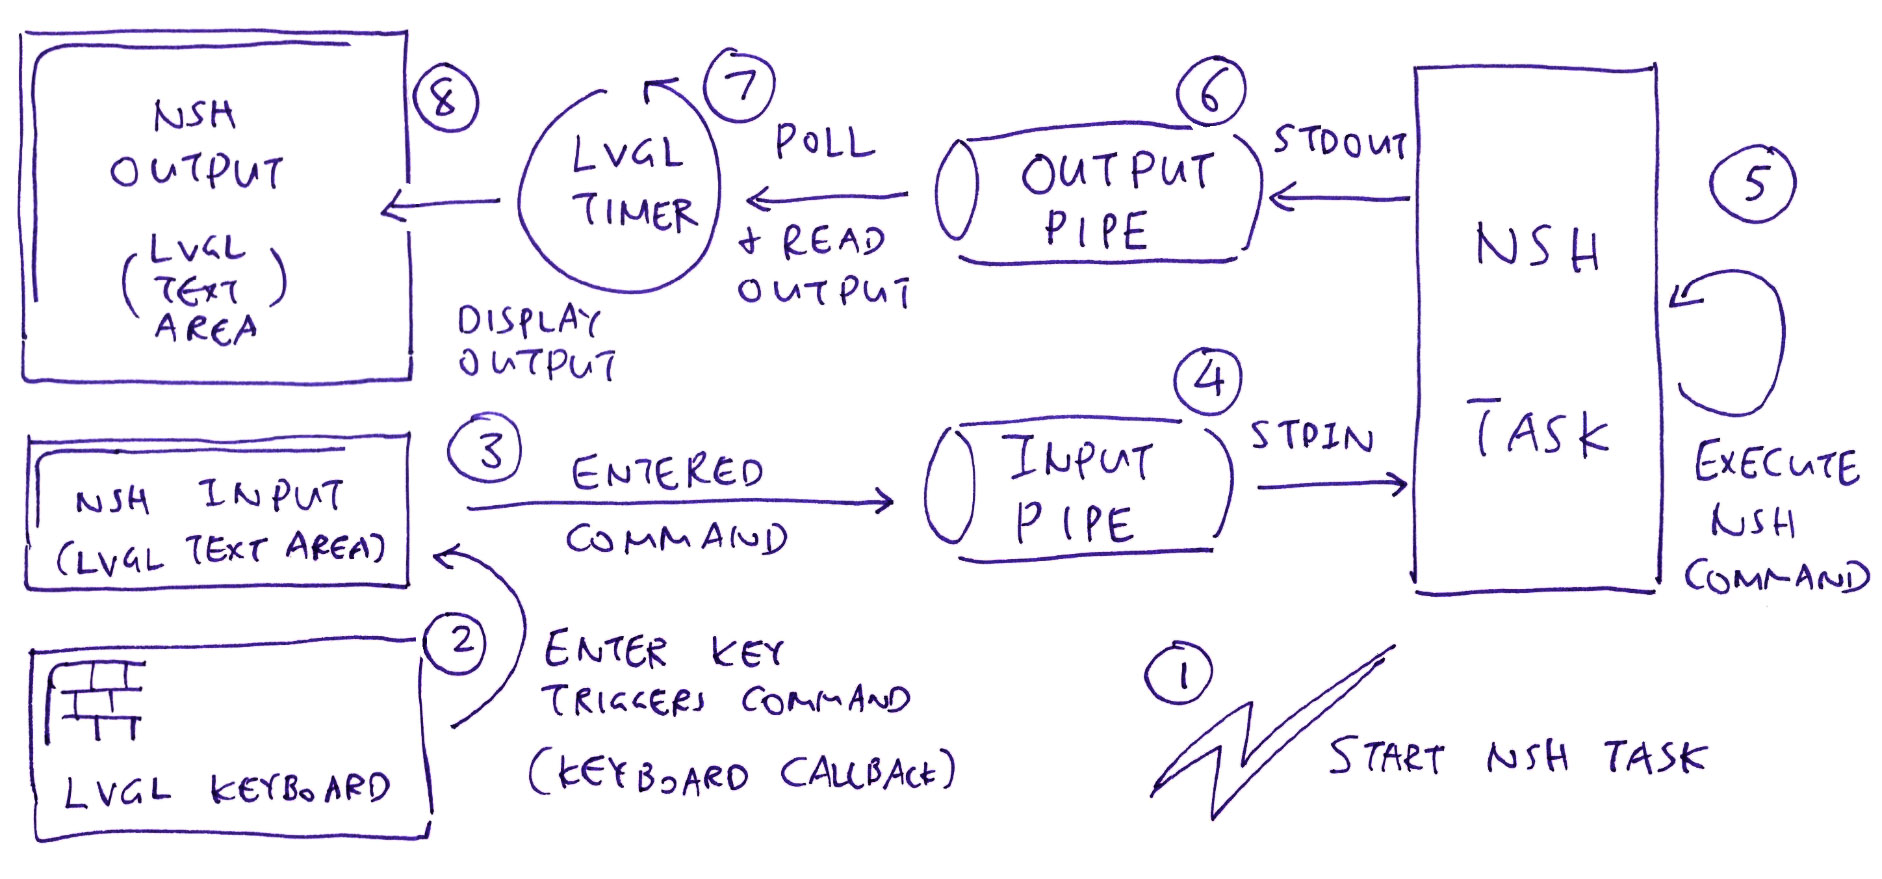 NSH
OUTPUT
(LVGL
TEXT
AREA)
8
DISPLAY
OUTPUT
LVGL
TIMER
7
POLL
+ READ
OUTPUT
6
OUTPUT
PIPE
STDOUT
NSH
TASK
5
EXECUTE
NSH
COMMAND
NSH INPUT
(LVGL TEXT AREA)
3
ENTERED
COMMAND
4
INPUT
PIPE
STDIN
LVGL KEYBOARD
2
ENTER KEY
TRIGGERS COMMAND
(KEYBOARD CALLBACK)
1
START NSH TASK